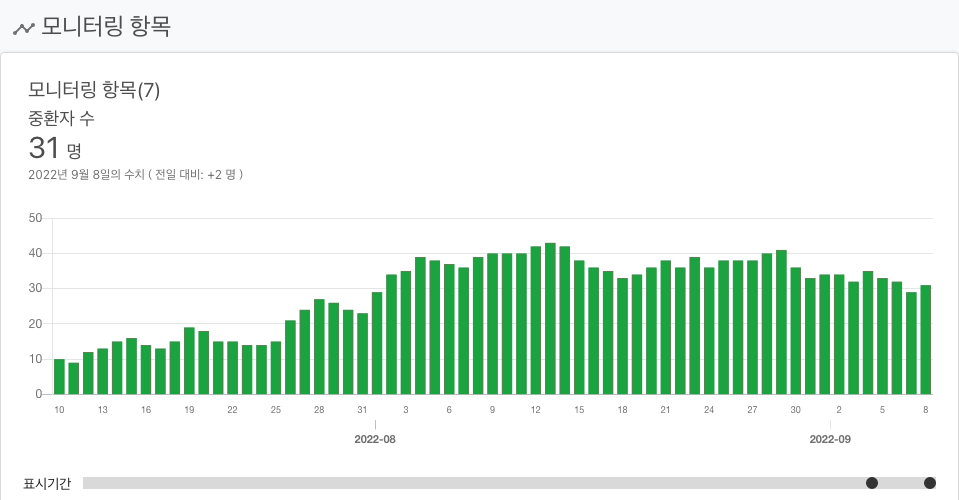 모니터링 항목
모니터링 항목(7)
중환자 수
31 명
2022년 9월 8일의 수치 ( 전일 대비: +2 명 )
50
40
30
20
10
0
10 13 16 19 22 25 28 31 3 6 9 12 15 18 21 24 27 30 2 5 8
2022-08 2022-09
표시기간